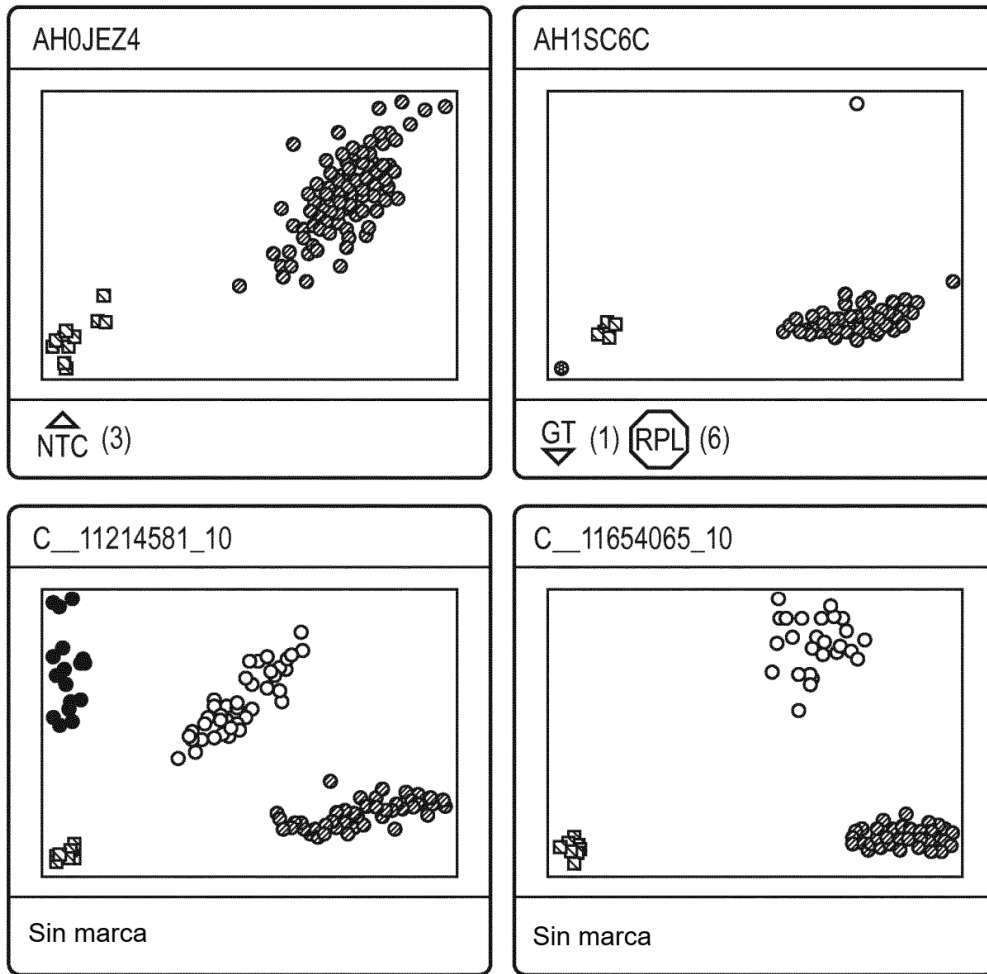 AH0JEZ4
AH1SC6C
NTC (3)
GT (1) RPL (6)
C__11214581_10
C__11654065_10
Sin marca
Sin marca